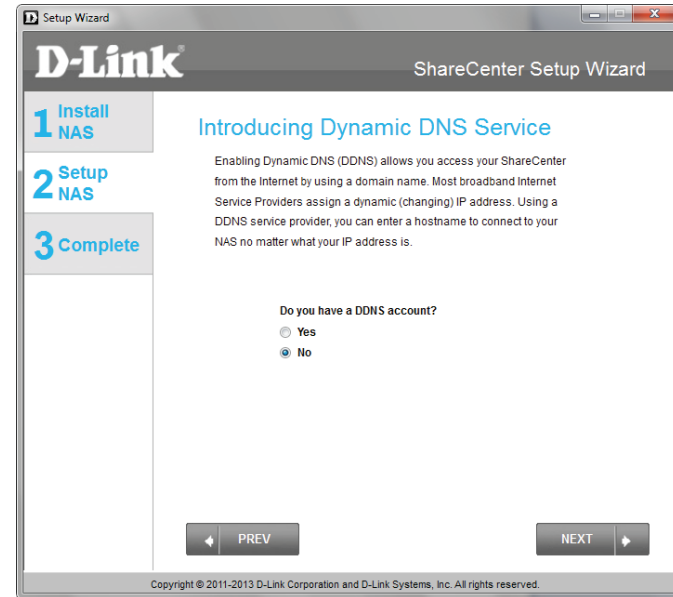 Setup Wizard
D-Link
ShareCenter Setup Wizard
1 Install NAS
2 Setup NAS
3 Complete
Introducing Dynamic DNS Service
Enabling Dynamic DNS (DDNS) allows you access your ShareCenter
from the Internet by using a domain name. Most broadband Internet
Service Providers assign a dynamic (changing) IP address. Using a
DDNS service provider, you can enter a hostname to connect to your
NAS no matter what your IP address is.
Do you have a DDNS account?
Yes
No
PREV
NEXT
Copyright © 2011-2013 D-Link Corporation and D-Link Systems, Inc. All rights reserved.